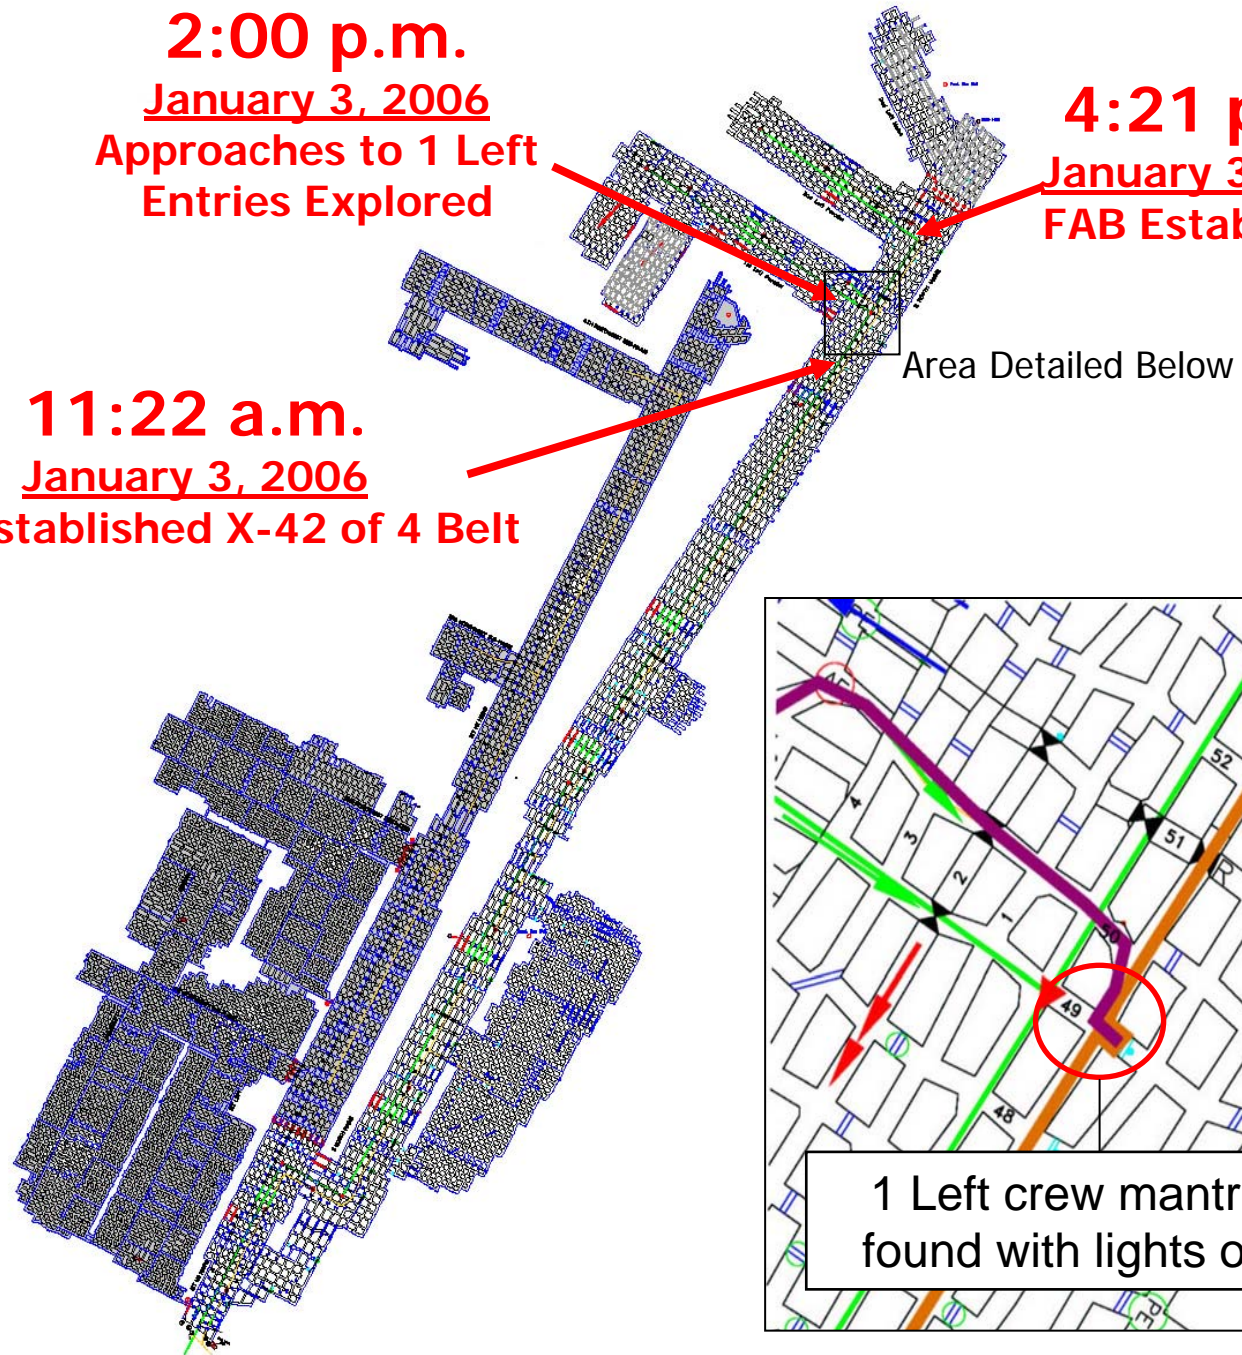 2:00 p.m.
January 3, 2006
Approaches to 1 Left
Entries Explored
4:21 p
January 3
FAB Estab
Area Detailed Below
11:22 a.m.
January 3, 2006
stablished X-42 of 4 Belt
52
51
50
49
48
4
3
2
1
R
PE
1 Left crew mantr
found with lights o